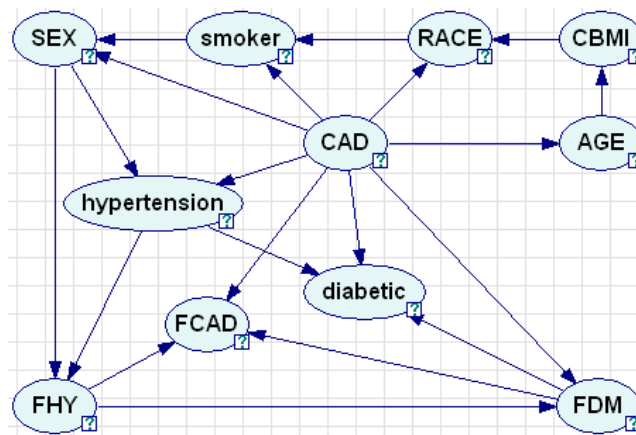 SEX smoker RACE CBMI
? ? ? ?
CAD AGE
? ?
hypertension
?
diabetic
?
FCAD
?
FHY FDM
? ?